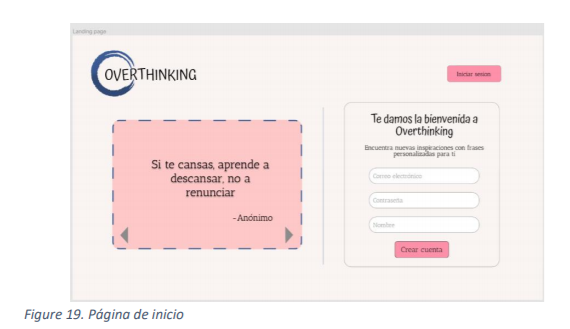 Landing page
OVERTHINKING
Iniciar sesion
Si te cansas, aprende a
descansar, no a
renunciar
- Anónimo
Te damos la bienvenida a
Overthinking
Encuentra nuevas inspiraciones con frases
personalizadas para ti
Correo electrónico
Contraseña
Nombre
Crear cuenta
Figure 19. Página de inicio